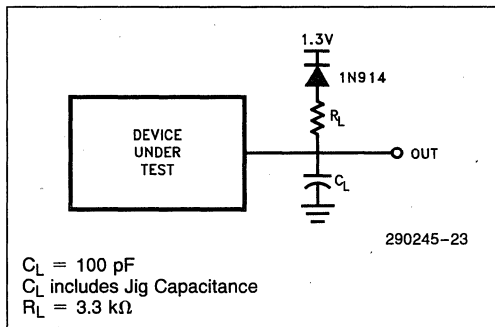 1.3V
1N914
R_L
DEVICE
UNDER
TEST
OUT
C_L
290245-23
C_L = 100 pF
C_L includes Jig Capacitance
R_L = 3.3 kΩ